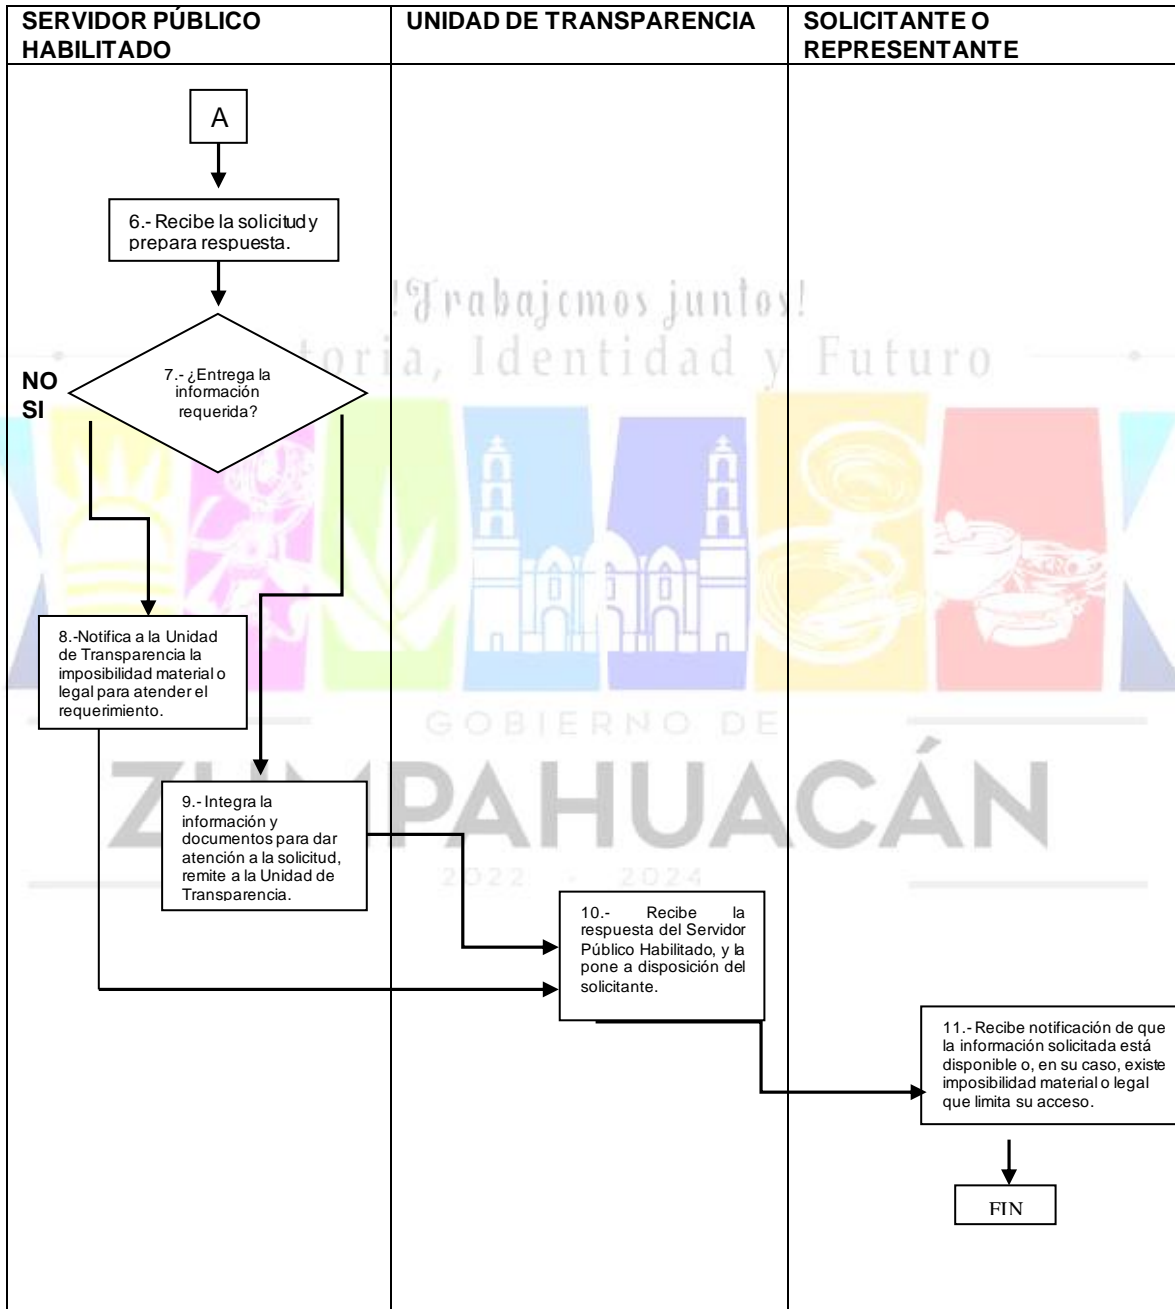 SERVIDOR PÚBLICO
HABILITADO
UNIDAD DE TRANSPARENCIA
SOLICITANTE O
REPRESENTANTE
A
6.- Recibe la solicitud y
prepara respuesta.
!Trabajemos juntos!
toria, Identidad y Futuro
7.- ¿Entrega la
información
requerida?
NO
SI
8.-Notifica a la Unidad
de Transparencia la
imposibilidad material o
legal para atender el
requerimiento.
GOBIERNO DE
ZUMPAHUACÁN
2022 - 2024
9.- Integra la
información y
documentos para dar
atención a la solicitud,
remite a la Unidad de
Transparencia.
10.- Recibe la
respuesta del Servidor
Público Habilitado, y la
pone a disposición del
solicitante.
11.- Recibe notificación de que
la información solicitada está
disponible o, en su caso, existe
imposibilidad material o legal
que limita su acceso.
FIN